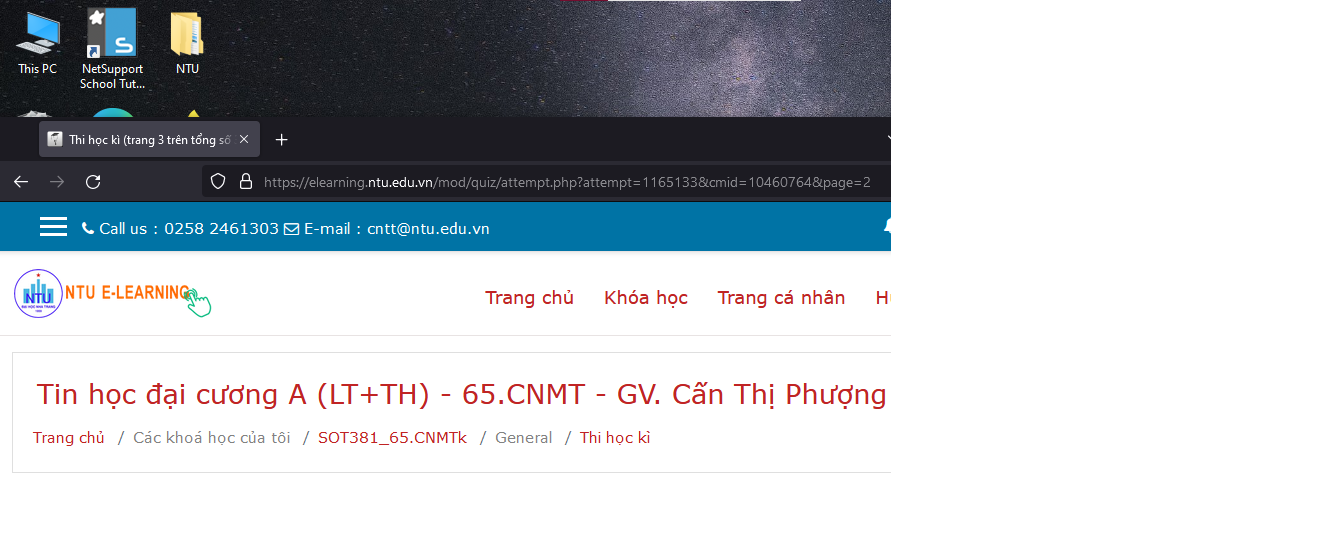 This PC
NetSupport School Tut...
NTU
Thi học kì (trang 3 trên tổng số
https://elearning.ntu.edu.vn/mod/quiz/attempt.php?attempt=1165133&cmid=10460764&page=2
Call us : 0258 2461303 E-mail : cntt@ntu.edu.vn
NTU
NTU E-LEARNING
Trang chủ Khóa học Trang cá nhân
Tin học đại cương A (LT+TH) - 65.CNMT - GV. Cấn Thị Phượng
Trang chủ / Các khoá học của tôi / SOT381_65.CNMTk / General / Thi học kì